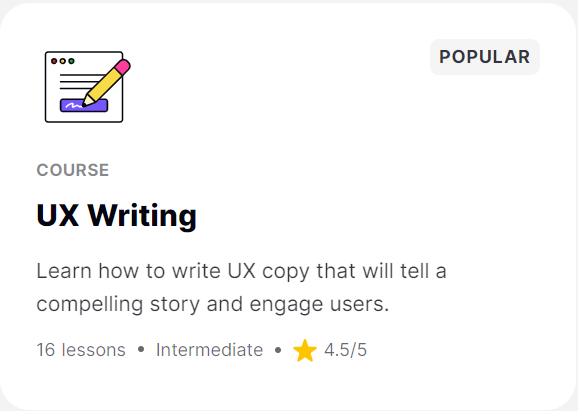 POPULAR
COURSE
UX Writing
Learn how to write UX copy that will tell a
compelling story and engage users.
16 lessons • Intermediate • 4.5/5